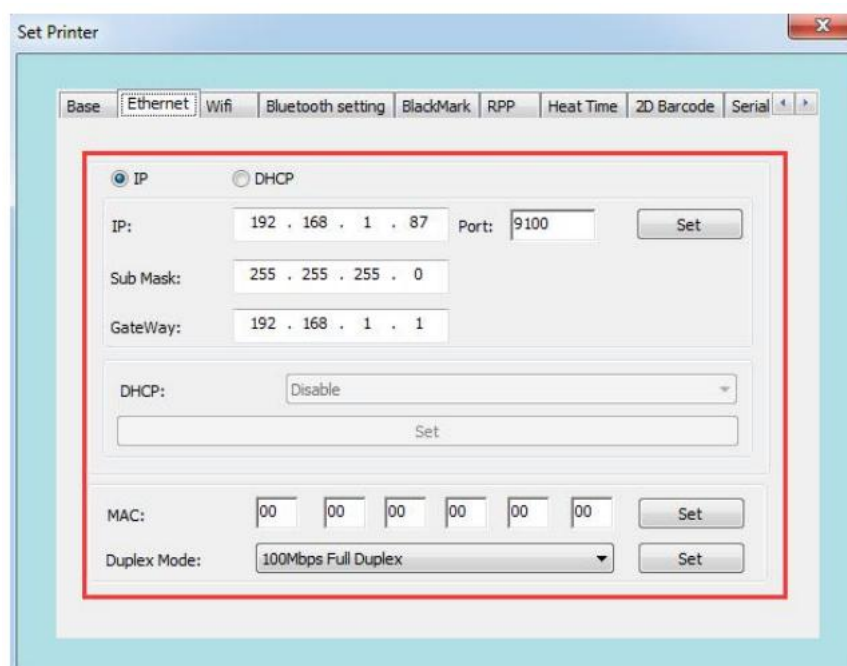 Set Printer
Base Ethernet Wifi Bluetooth setting BlackMark RPP Heat Time 2D Barcode Serial
IP DHCP
IP: 192 . 168 . 1 . 87 Port: 9100 Set
Sub Mask: 255 . 255 . 255 . 0
GateWay: 192 . 168 . 1 . 1
DHCP: Disable
Set
MAC: 00 00 00 00 00 00 Set
Duplex Mode: 100Mbps Full Duplex Set